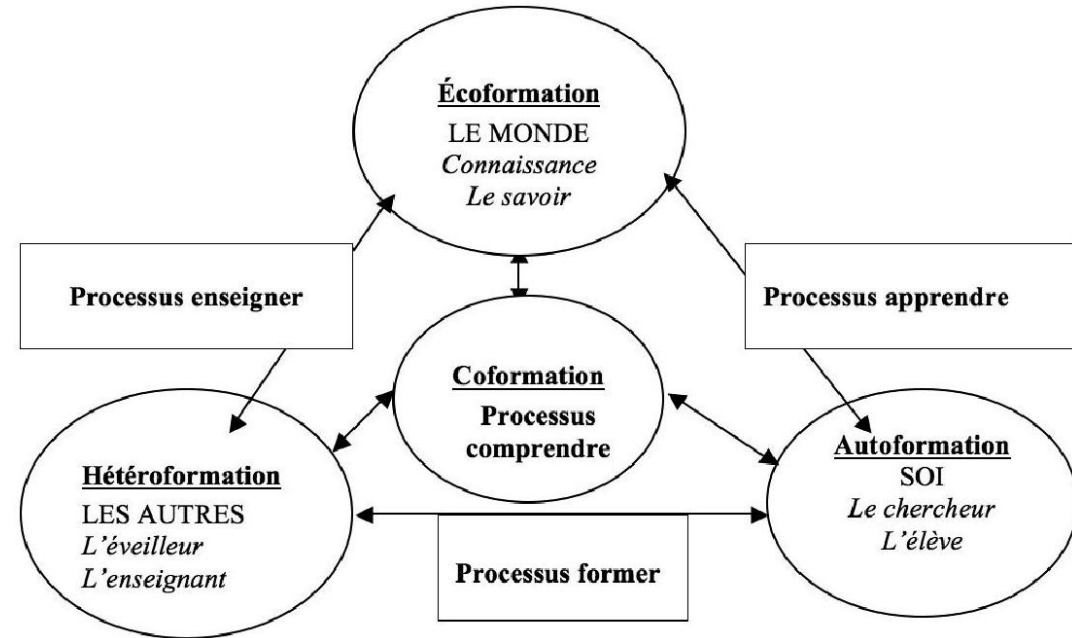 Écoformation
LE MONDE
Connaissance
Le savoir
Processus enseigner
Processus apprendre
Coformation
Processus
comprendre
Hétéroformation
LES AUTRES
L’éveilleur
L’enseignant
Autoformation
SOI
Le chercheur
L’élève
Processus former